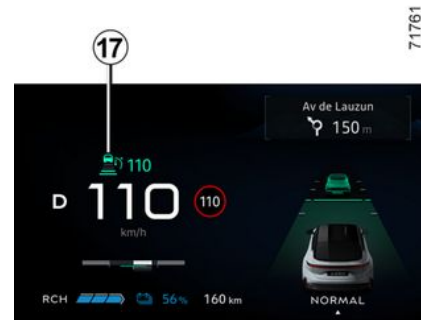 71761
17
Av de Lauzun
150 m
110
D 110 110
km/h
RCH 56% 160 km NORMAL